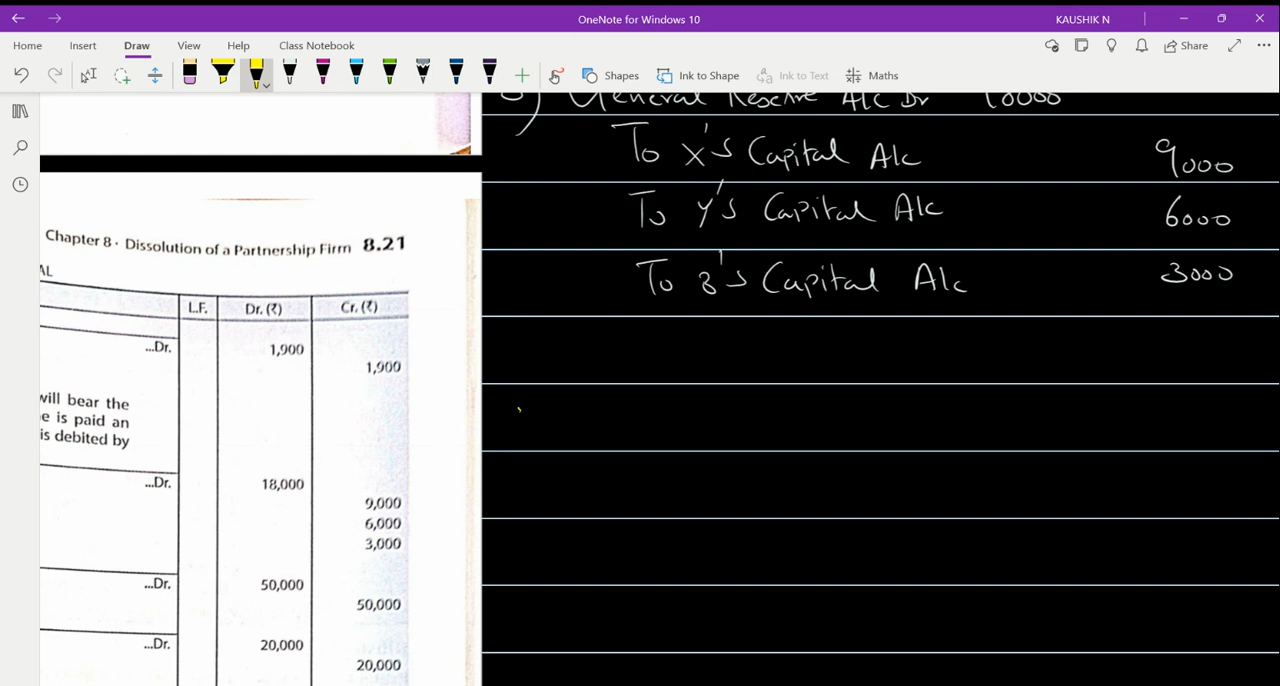 OneNote for Windows 10
KAUSHIK N
Home Insert Draw View Help Class Notebook
Share
Shapes Ink to Shape Ink to Text Maths
General Reserve A/c Dr
To X's Capital A/c 9000
To Y's Capital A/c 6000
To Z's Capital A/c 3000
Chapter 8 · Dissolution of a Partnership Firm 8.21
AL
L.F. Dr. (₹) Cr. (₹)
...Dr. 1,900
1,900
will bear the
e is paid an
is debited by
...Dr. 18,000
9,000
6,000
3,000
...Dr. 50,000
50,000
...Dr. 20,000
20,000